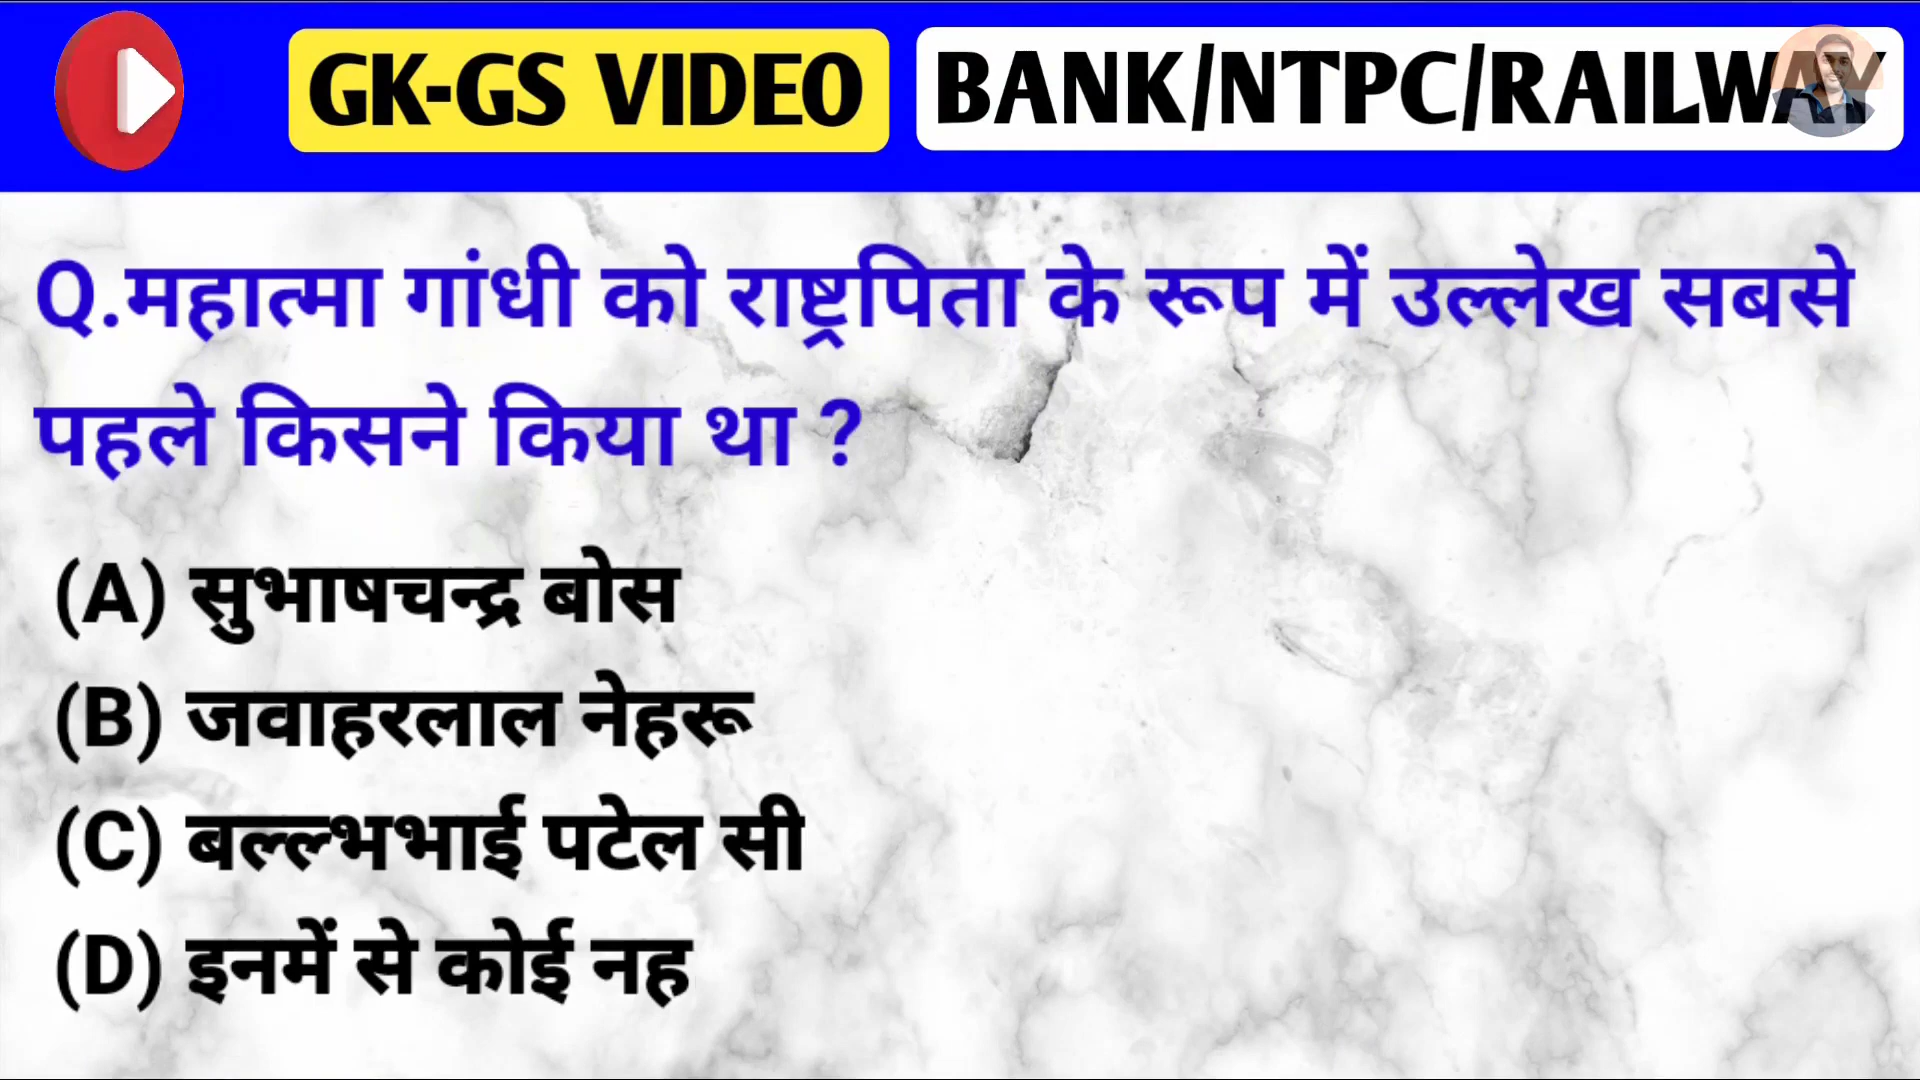 GK-GS VIDEO
BANK/NTPC/RAILWAY
Q.महात्मा गांधी को राष्ट्रपिता के रूप में उल्लेख सबसे
पहले किसने किया था ?
(A) सुभाषचन्द्र बोस
(B) जवाहरलाल नेहरू
(C) बल्ल्भभाई पटेल सी
(D) इनमें से कोई नह